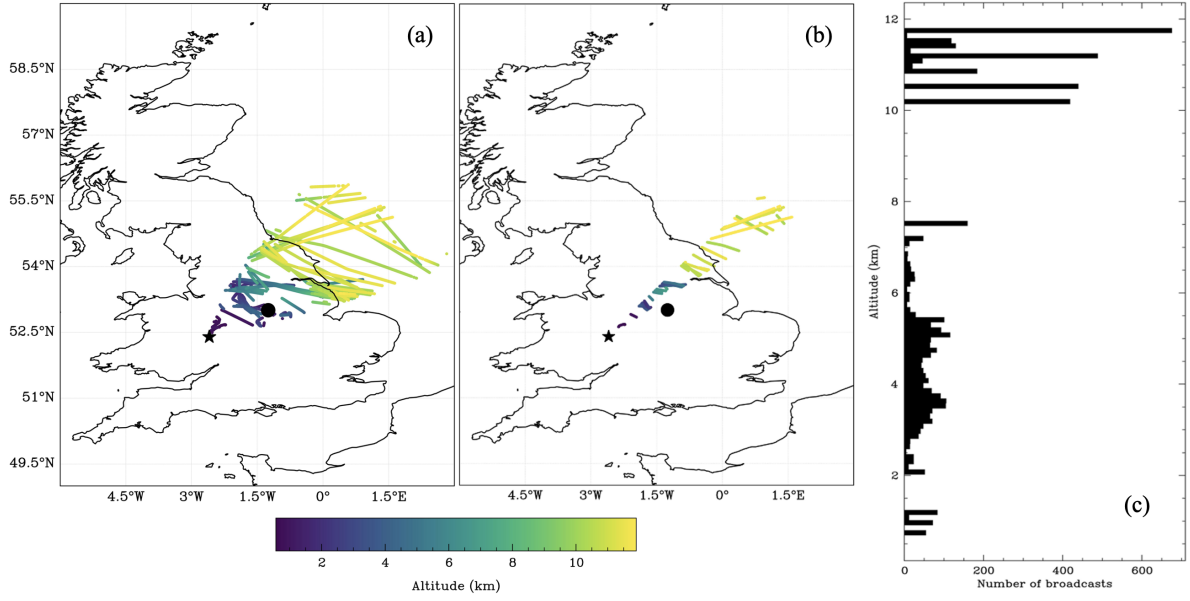 (a)
58.5°N
57°N
55.5°N
54°N
52.5°N
51°N
49.5°N
4.5°W
3°W
1.5°W
0°
1.5°E
(b)
4.5°W
3°W
1.5°W
0°
1.5°E
2
4
6
8
10
Altitude (km)
12
10
8
6
4
2
Altitude (km)
(c)
0
200
400
600
Number of broadcasts